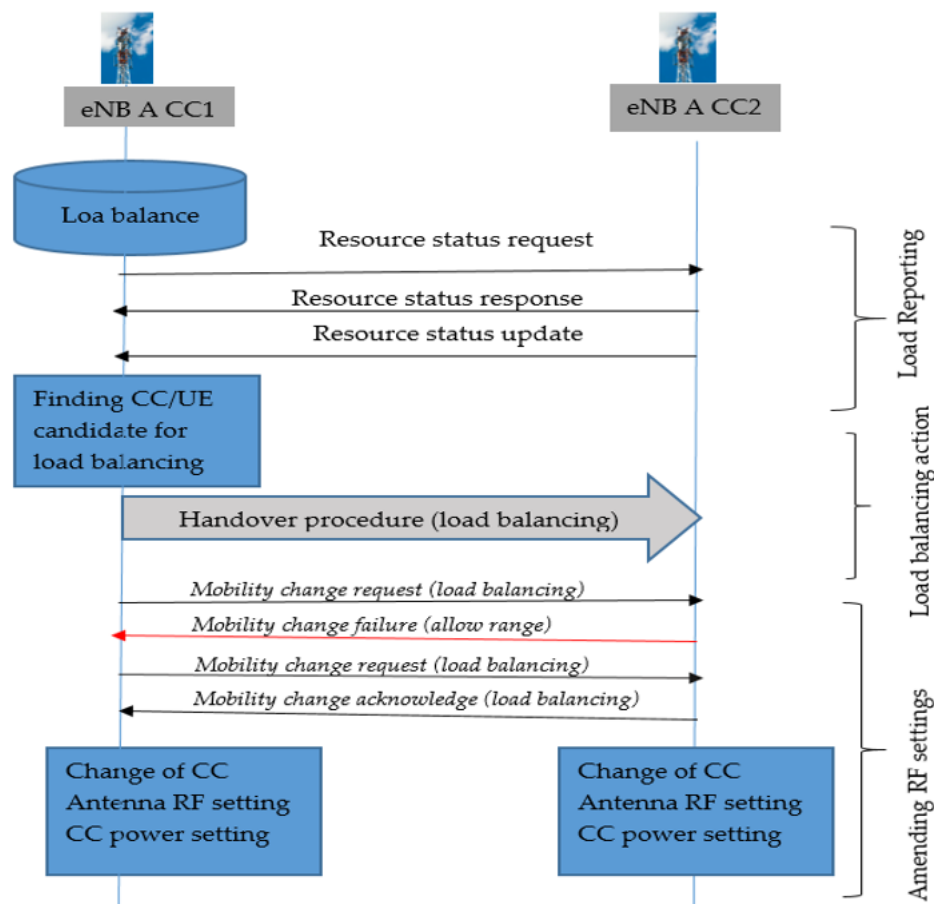 eNB A CC1
eNB A CC2
Loa balance
Resource status request
Resource status response
Resource status update
Load Reporting
Finding CC/UE
candidate for
load balancing
Handover procedure (load balancing)
Load balancing action
Mobility change request (load balancing)
Mobility change failure (allow range)
Mobility change request (load balancing)
Mobility change acknowledge (load balancing)
Change of CC
Antenna RF setting
CC power setting
Change of CC
Antenna RF setting
CC power setting
Amending RF settings